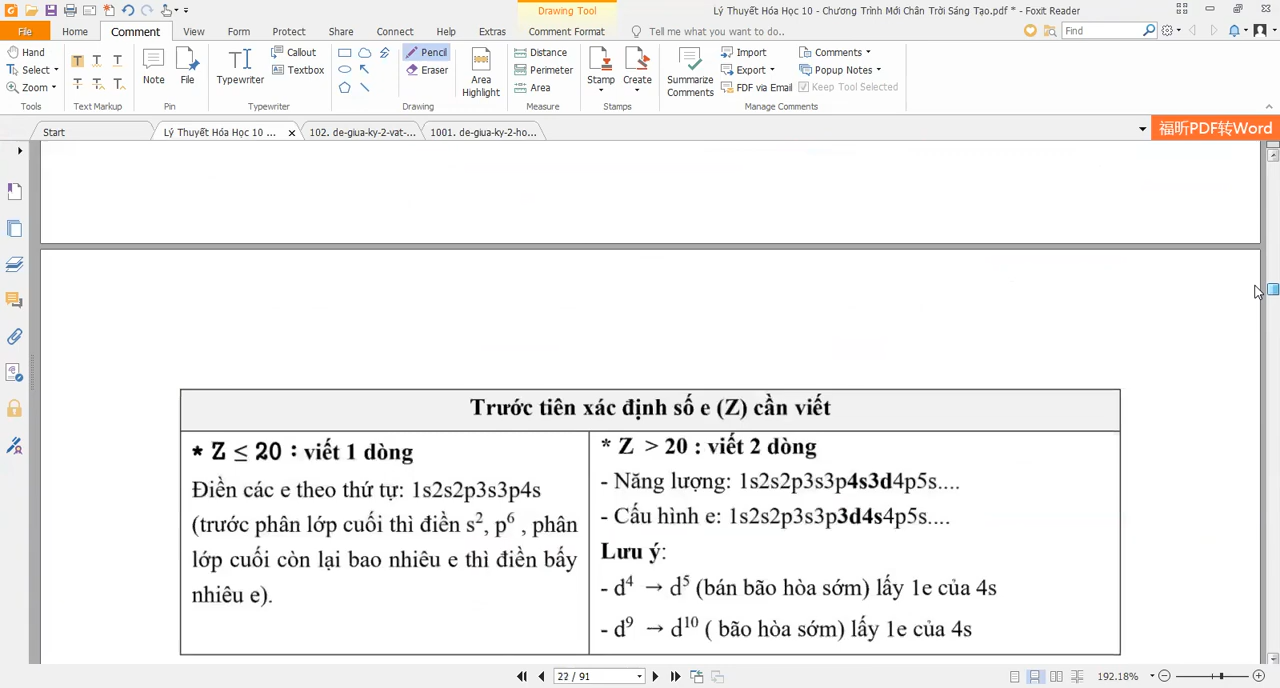 Drawing Tool
Lý Thuyết Hóa Học 10 - Chương Trình Mới Chân Trời Sáng Tạo.pdf * - Foxit Reader
File Home Comment View Form Protect Share Connect Help Extras Comment Format Tell me what you want to do.. Find
Hand
Select
Zoom
Tools
Text Markup
Note
File
Pin
Typewriter
Callout
Textbox
Typewriter
Pencil
Eraser
Area Highlight
Drawing
Distance
Perimeter
Area
Measure
Stamp
Create
Stamps
Summarize Comments
Import
Export
FDF via Email
Comments
Popup Notes
Keep Tool Selected
Manage Comments
Start
Lý Thuyết Hóa Học 10 ...
102. de-giua-ky-2-vat-...
1001. de-giua-ky-2-ho...
福昕PDF转Word
Trước tiên xác định số e (Z) cần viết
* Z ≤ 20 : viết 1 dòng
Điền các e theo thứ tự: 1s2s2p3s3p4s
(trước phân lớp cuối thì điền s², p⁶ , phân
lớp cuối còn lại bao nhiêu e thì điền bấy
nhiêu e).
* Z > 20 : viết 2 dòng
- Năng lượng: 1s2s2p3s3p4s3d4p5s....
- Cấu hình e: 1s2s2p3s3p3d4s4p5s....
Lưu ý:
- d⁴ → d⁵ (bán bão hòa sớm) lấy 1e của 4s
- d⁹ → d¹⁰ ( bão hòa sớm) lấy 1e của 4s
22 / 91
192.18%